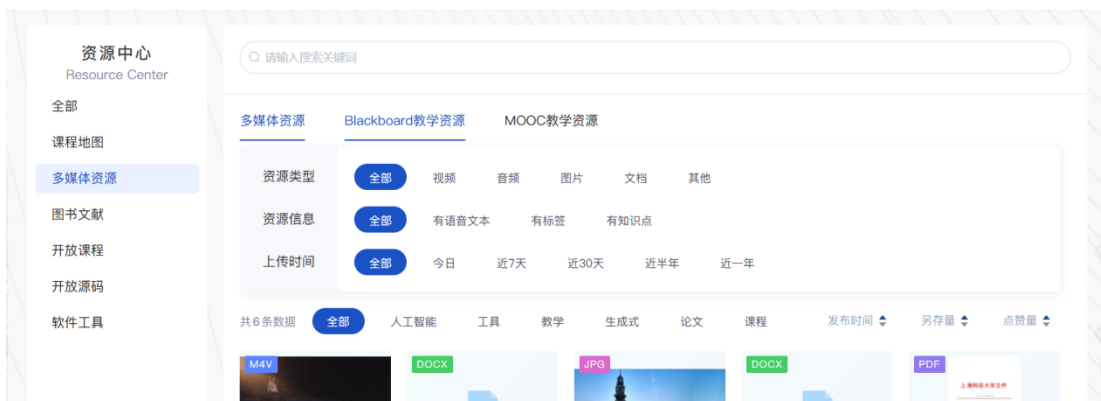 资源中心
Resource Center
全部
课程地图
多媒体资源
图书文献
开放课程
开放源码
软件工具
请输入搜索关键词
多媒体资源 Blackboard教学资源 MOOC教学资源
资源类型 全部 视频 音频 图片 文档 其他
资源信息 全部 有语音文本 有标签 有知识点
上传时间 全部 今日 近7天 近30天 近半年 近一年
共6条数据 全部 人工智能 工具 教学 生成式 论文 课程 发布时间 另存量 点赞量
M4V DOCX JPG DOCX PDF
上海科技大学文件